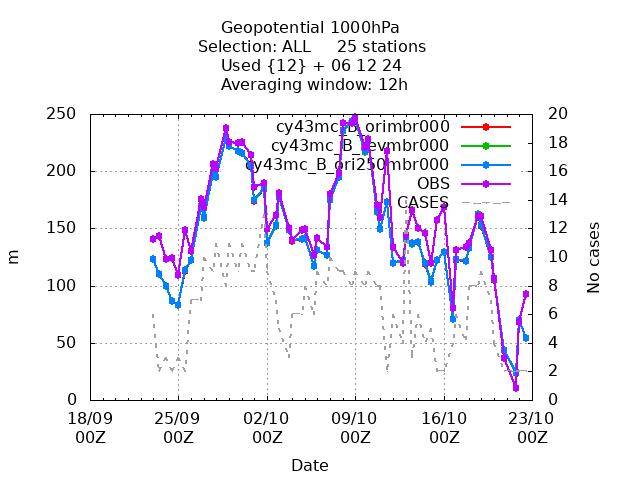 Geopotential 1000hPa
Selection: ALL 25 stations
Used {12} + 06 12 24
Averaging window: 12h
250
200
150
100
50
0
m
20
18
16
14
12
10
8
6
4
2
0
No cases
cy43mc_B_orimbr000
cy43mc_B_revmbr000
cy43mc_B_ori250mbr000
OBS
CASES
18/09 25/09 02/10 09/10 16/10 23/10
00Z 00Z 00Z 00Z 00Z 00Z
Date